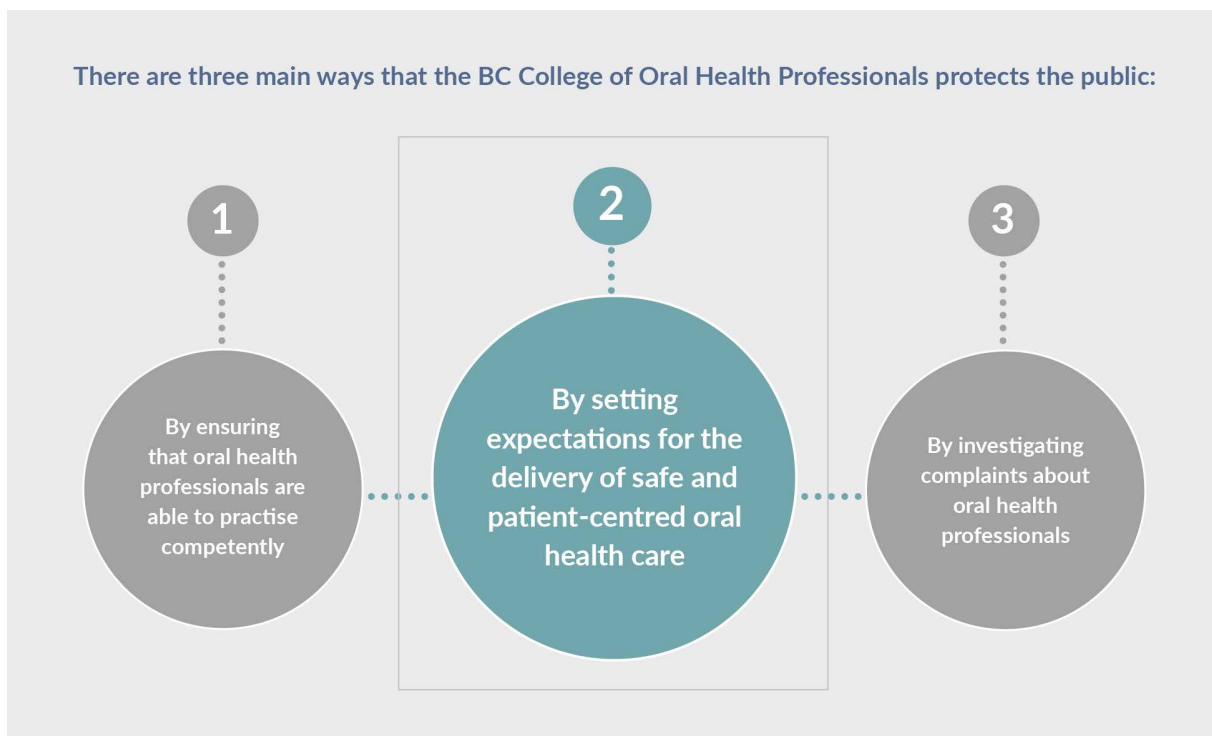 There are three main ways that the BC College of Oral Health Professionals protects the public:
1
By ensuring
that oral health
professionals are
able to practise
competently
2
By setting
expectations for the
delivery of safe and
patient-centred oral
health care
3
By investigating
complaints about
oral health
professionals